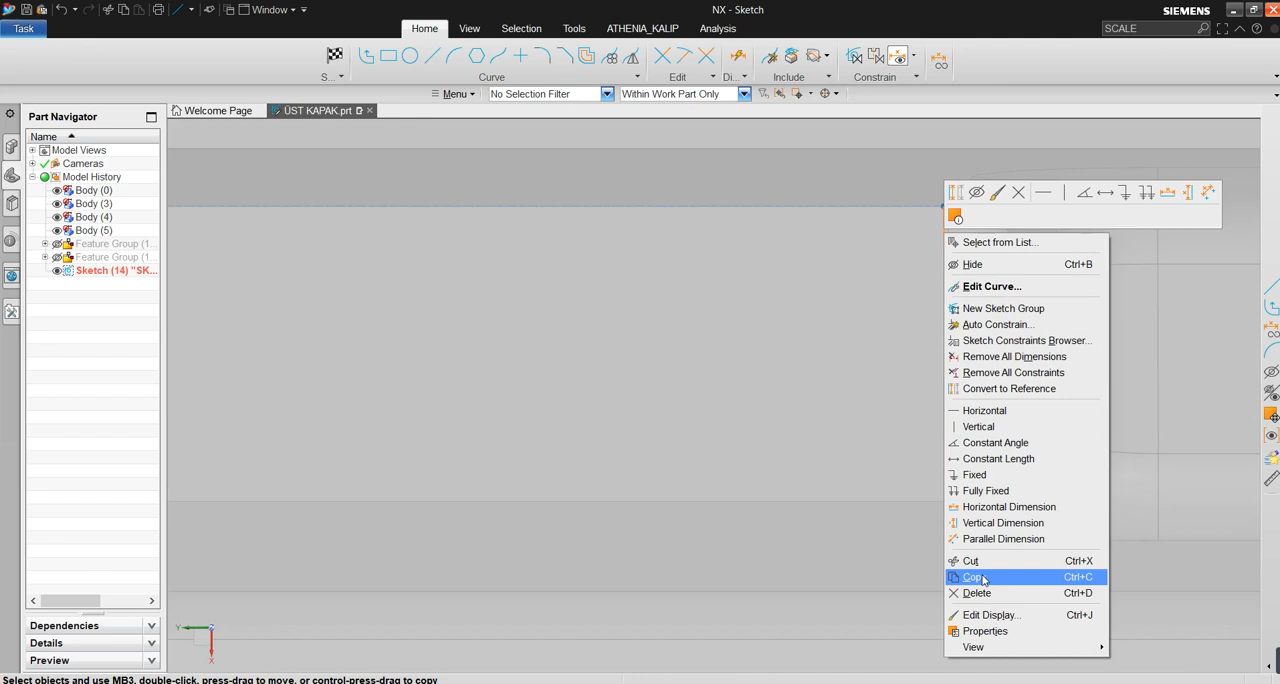 Window
NX - Sketch
SIEMENS
Task
Home
View
Selection
Tools
ATHENIA_KALIP
Analysis
SCALE
S...
Curve
Edit
Di...
Include
Constrain
Menu
No Selection Filter
Within Work Part Only
Part Navigator
Welcome Page
ÜST KAPAK.prt
Name
Model Views
Cameras
Model History
Body (0)
Body (3)
Body (4)
Body (5)
Feature Group (1...
Feature Group (1...
Sketch (14) "SK...
Select from List...
Hide Ctrl+B
Edit Curve...
New Sketch Group
Auto Constrain...
Sketch Constraints Browser...
Remove All Dimensions
Remove All Constraints
Convert to Reference
Horizontal
Vertical
Constant Angle
Constant Length
Fixed
Fully Fixed
Horizontal Dimension
Vertical Dimension
Parallel Dimension
Cut Ctrl+X
Copy Ctrl+C
Delete Ctrl+D
Edit Display... Ctrl+J
Properties
View
Dependencies
Details
Preview
Y
Z
X
Select objects and use MB3, double-click, press-drag to move, or control-press-drag to copy